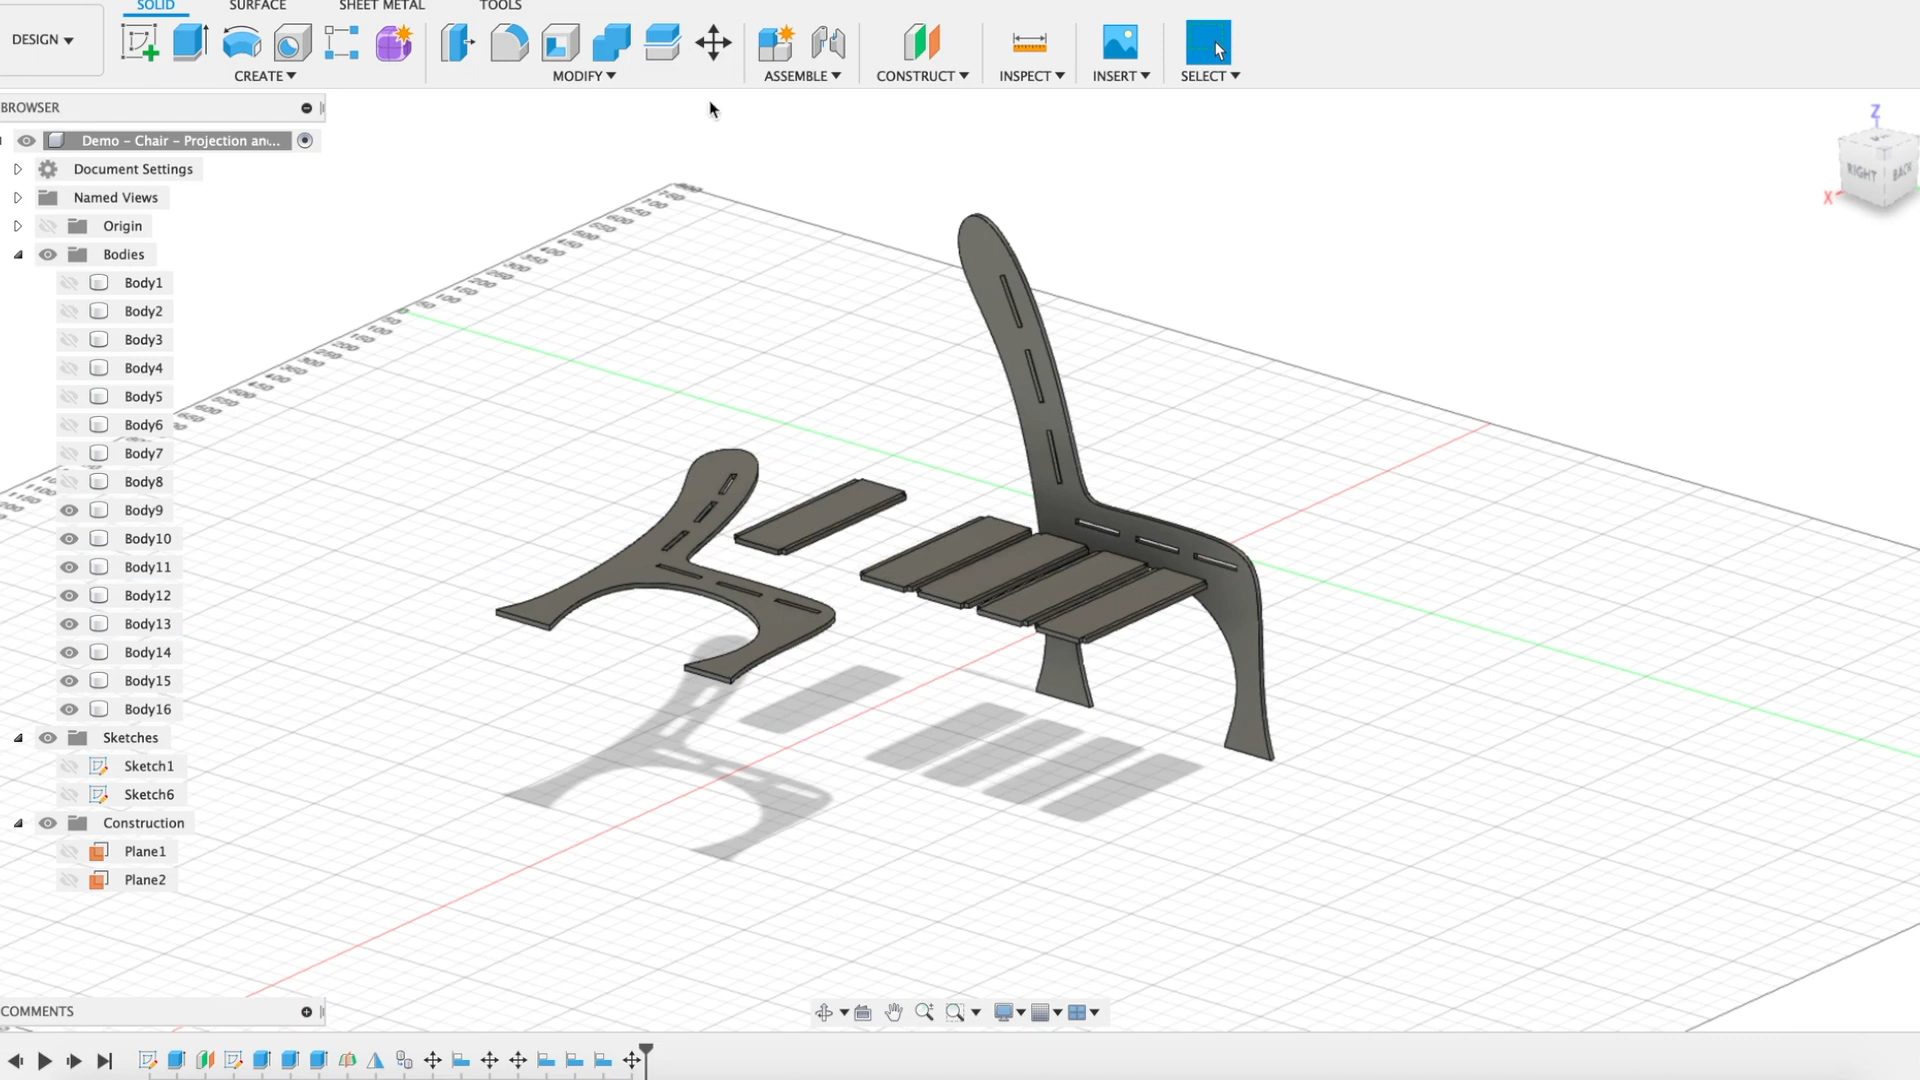 SOLID SURFACE SHEET METAL TOOLS
DESIGN
CREATE MODIFY ASSEMBLE CONSTRUCT INSPECT INSERT SELECT
BROWSER
Demo – Chair – Projection an...
Document Settings
Named Views
Origin
Bodies
Body1
Body2
Body3
Body4
Body5
Body6
Body7
Body8
Body9
Body10
Body11
Body12
Body13
Body14
Body15
Body16
Sketches
Sketch1
Sketch6
Construction
Plane1
Plane2
COMMENTS
Z
RIGHT BACK
X